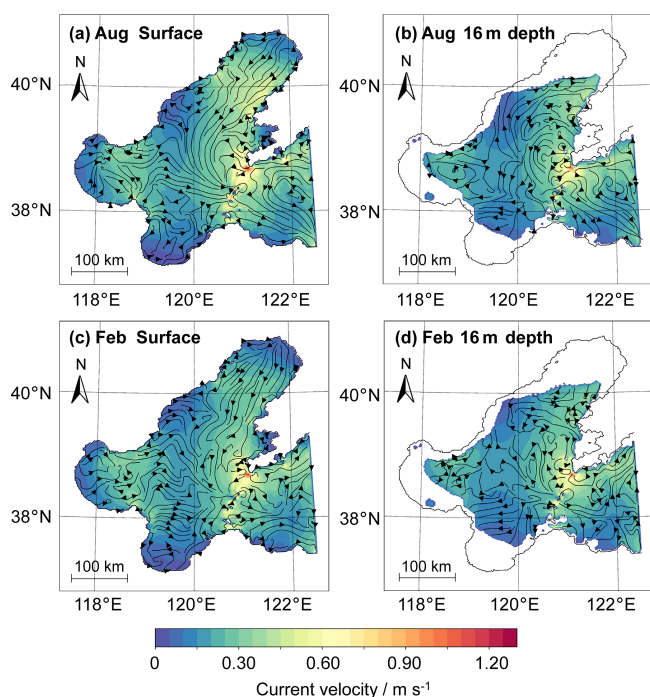 (a) Aug Surface
(b) Aug 16 m depth
N
N
40°N
40°N
38°N
38°N
100 km
100 km
118°E
120°E
122°E
118°E
120°E
122°E
(c) Feb Surface
(d) Feb 16 m depth
N
N
40°N
40°N
38°N
38°N
100 km
100 km
118°E
120°E
122°E
118°E
120°E
122°E
0
0.30
0.60
0.90
1.20
Current velocity / m s⁻¹